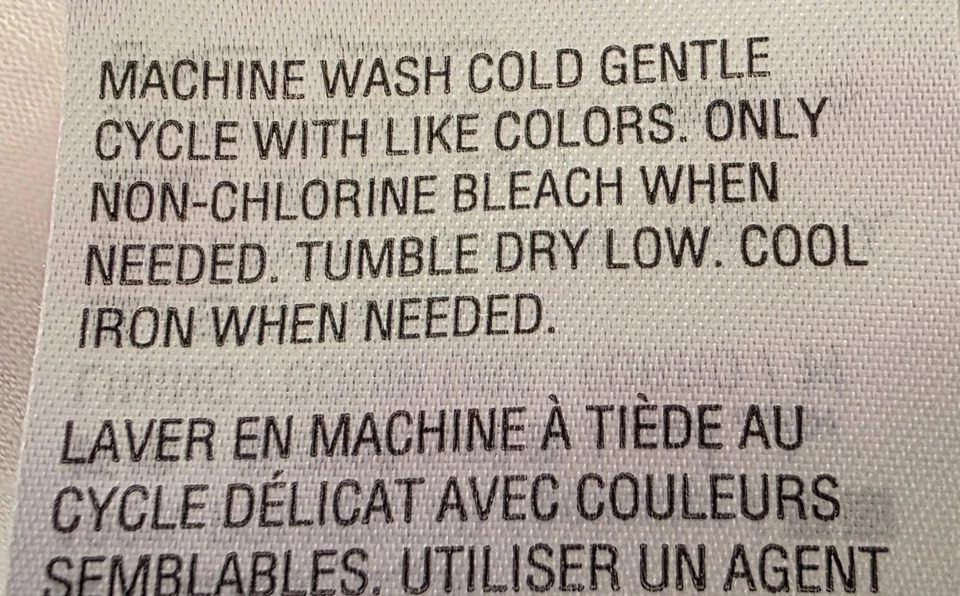 MACHINE WASH COLD GENTLE
CYCLE WITH LIKE COLORS. ONLY
NON-CHLORINE BLEACH WHEN
NEEDED. TUMBLE DRY LOW. COOL
IRON WHEN NEEDED.
LAVER EN MACHINE À TIÈDE AU
CYCLE DÉLICAT AVEC COULEURS
SEMBLABLES. UTILISER UN AGENT